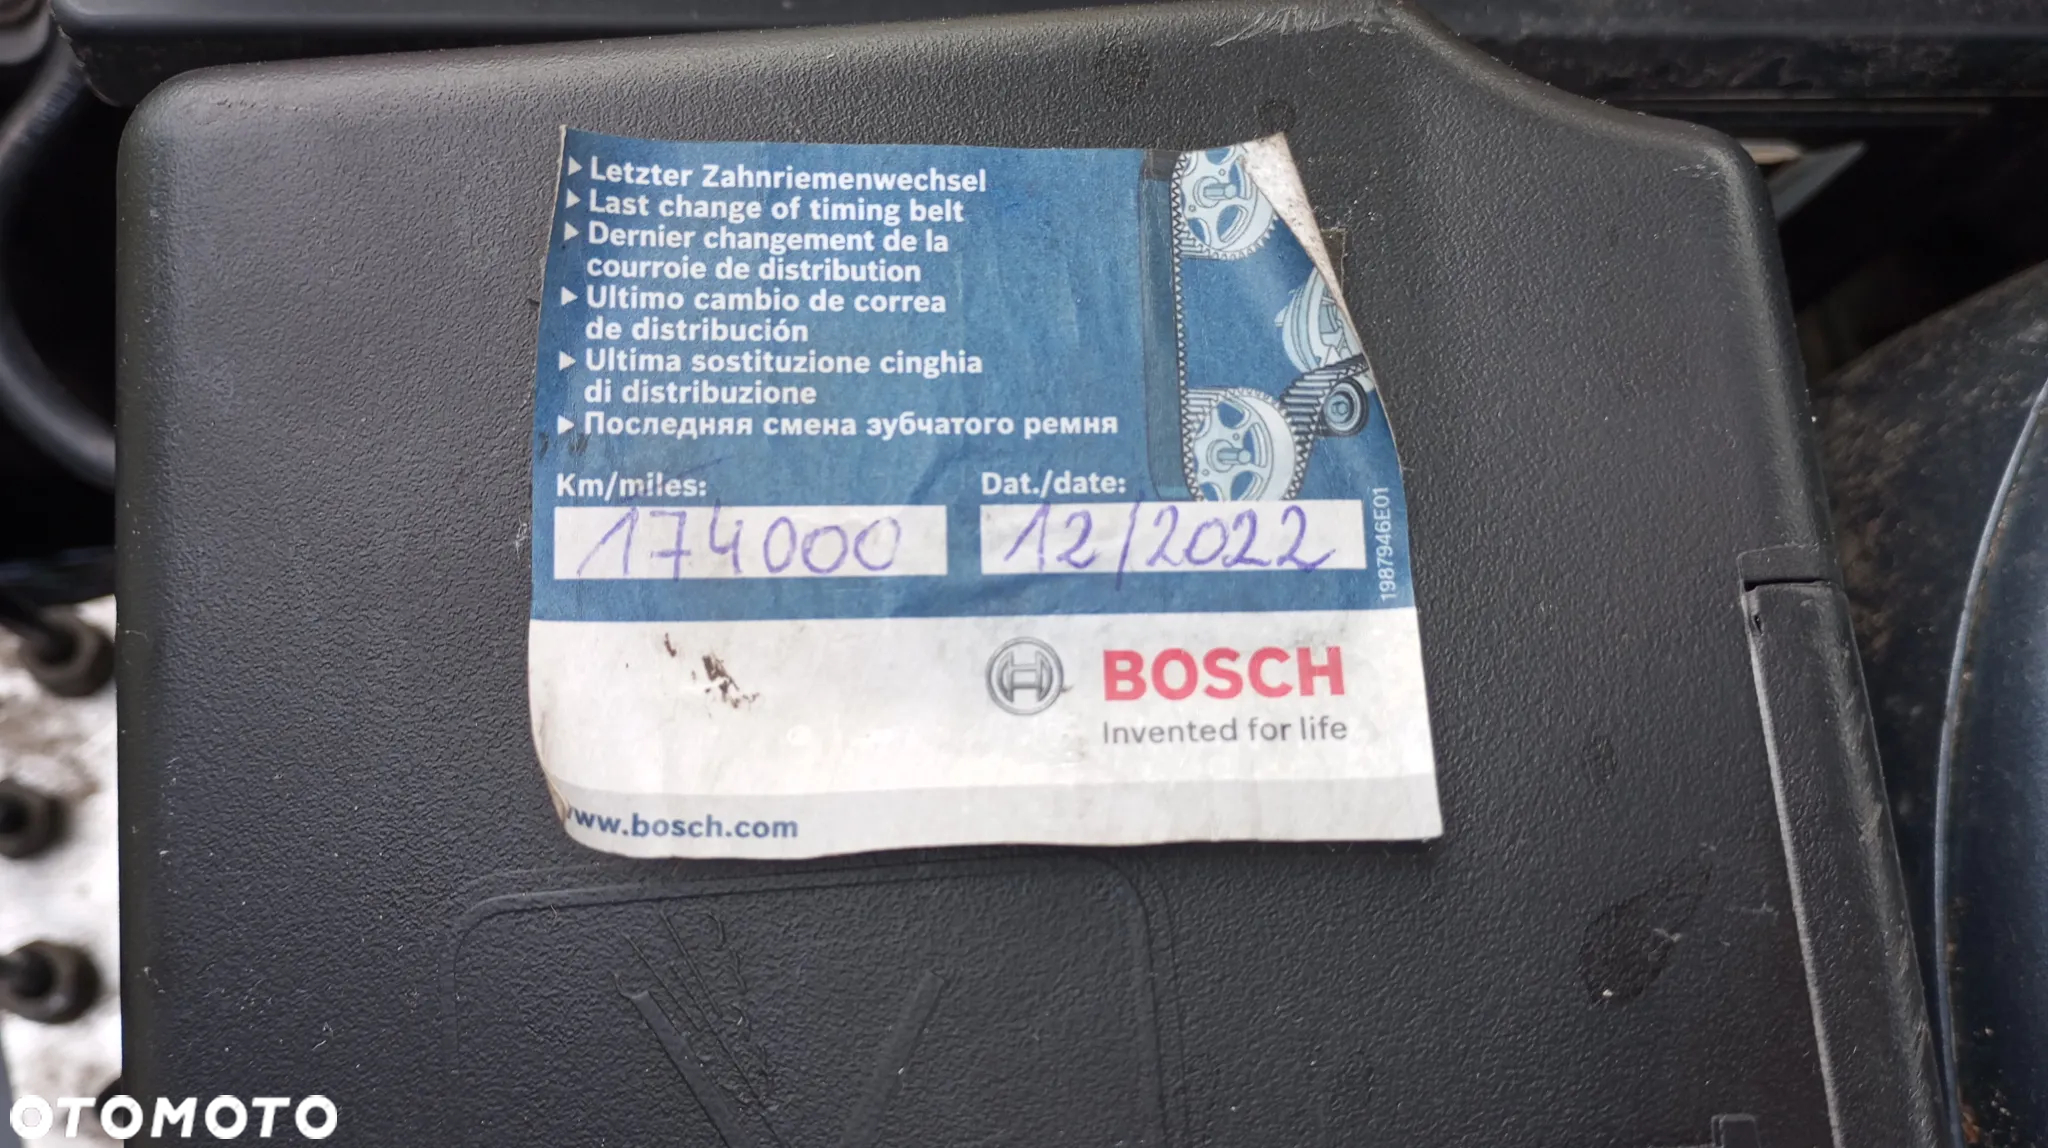 ▶ Letzter Zahnriemenwechsel
▶ Last change of timing belt
▶ Dernier changement de la
courroie de distribution
▶ Ultimo cambio de correa
de distribución
▶ Ultima sostituzione cinghia
di distribuzione
▶ Последняя смена зубчатого ремня
Km/miles: Dat./date:
174000 12/2022
1987946E01
BOSCH
Invented for life
www.bosch.com
OTOMOTO